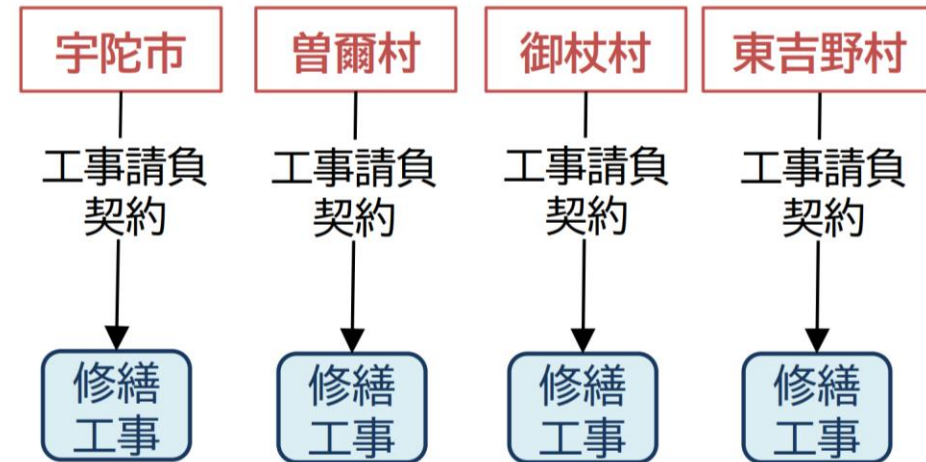 宇陀市
曽爾村
御杖村
東吉野村
工事請負
契約
工事請負
契約
工事請負
契約
工事請負
契約
修繕
工事
修繕
工事
修繕
工事
修繕
工事